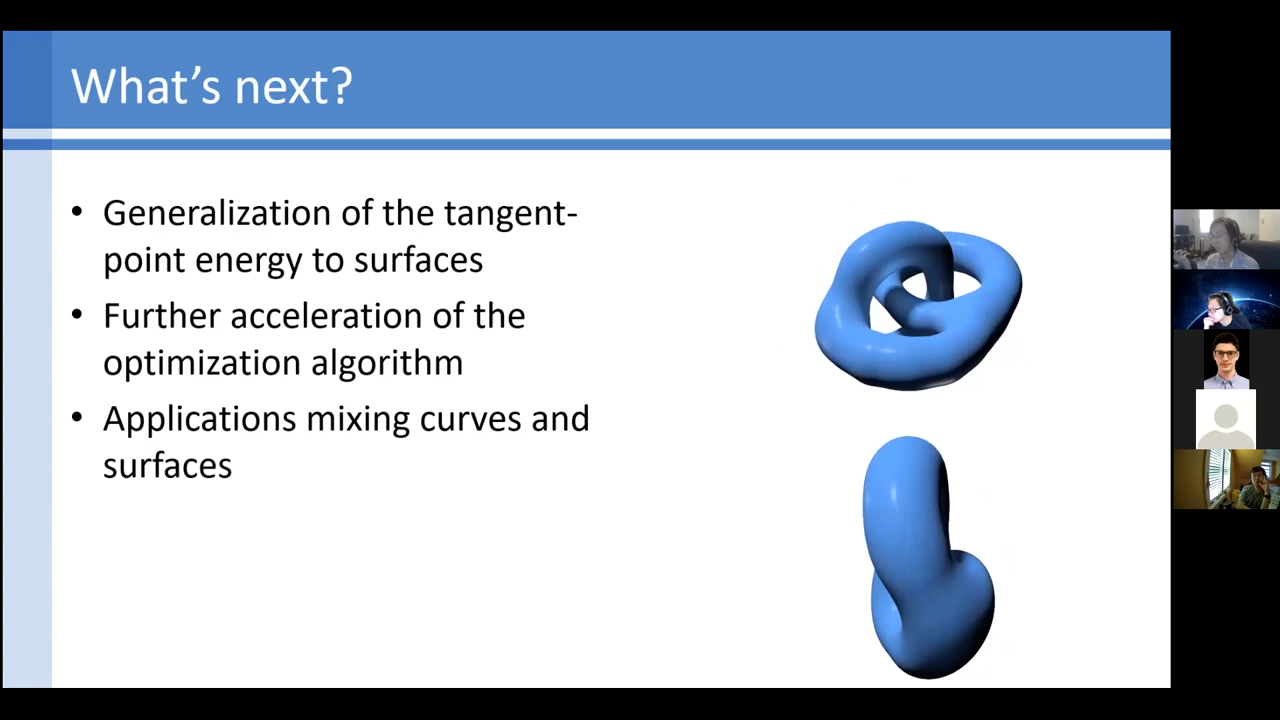 What’s next?
• Generalization of the tangent-
point energy to surfaces
• Further acceleration of the
optimization algorithm
• Applications mixing curves and
surfaces